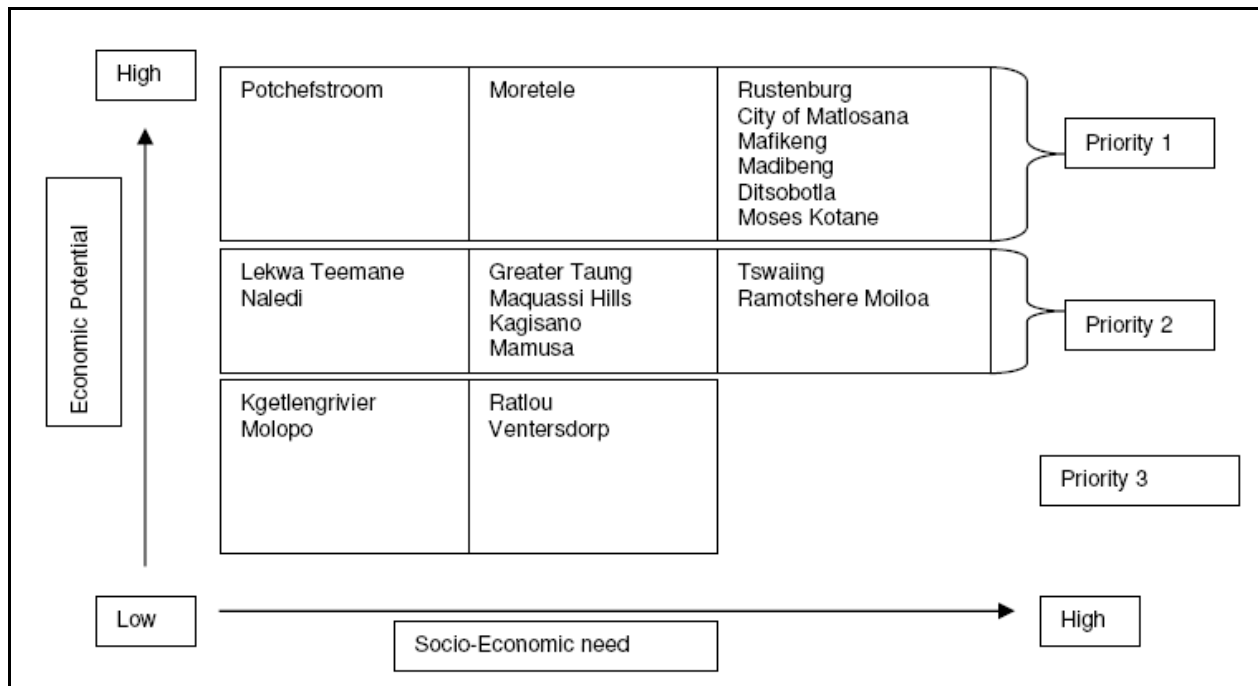 High
Potchefstroom
Moretele
Rustenburg
City of Matlosana
Mafikeng
Madibeng
Ditsobotla
Moses Kotane
Priority 1
Economic Potential
Lekwa Teemane
Naledi
Greater Taung
Maquassi Hills
Kagisano
Mamusa
Tswaiing
Ramotshere Moiloa
Priority 2
Kgetlengrivier
Molopo
Ratlou
Ventersdorp
Priority 3
Low
Socio-Economic need
High